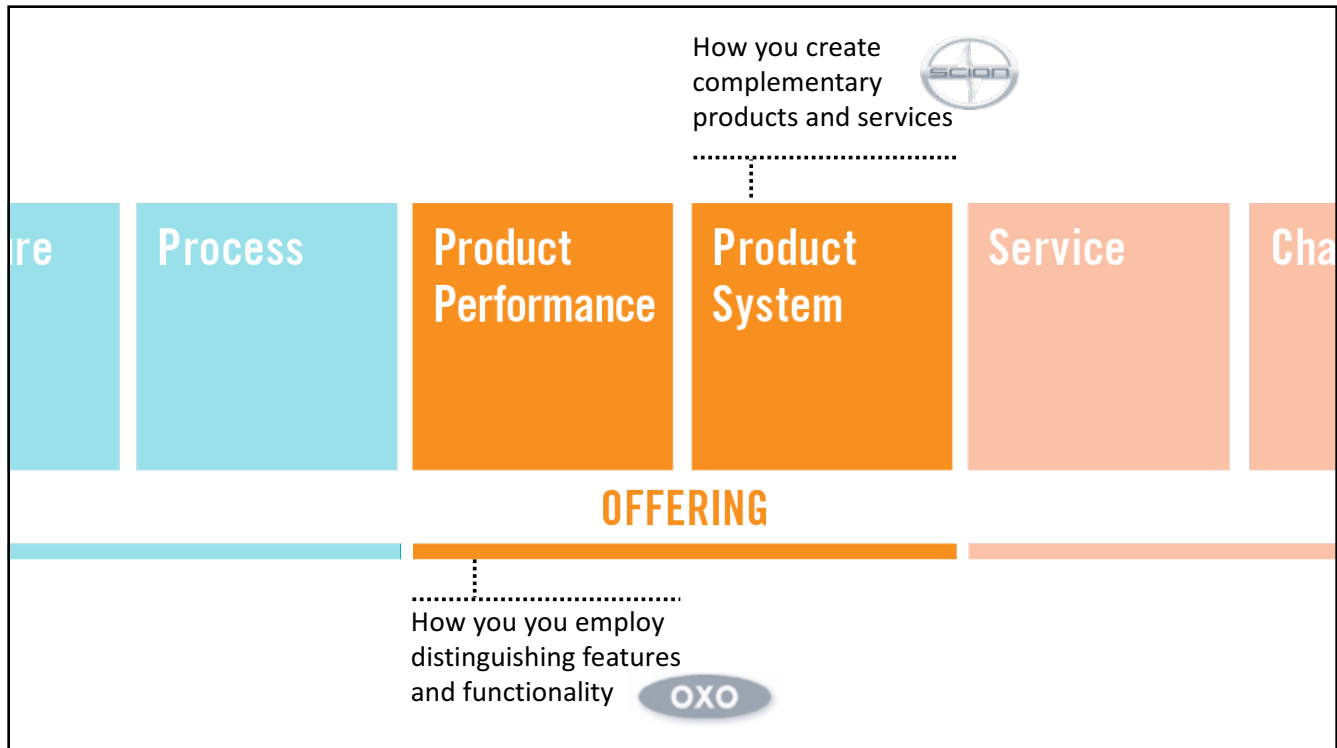 How you create
complementary
products and services
SCION
re
Process
Product
Performance
Product
System
Service
Cha
OFFERING
How you you employ
distinguishing features
and functionality
OXO